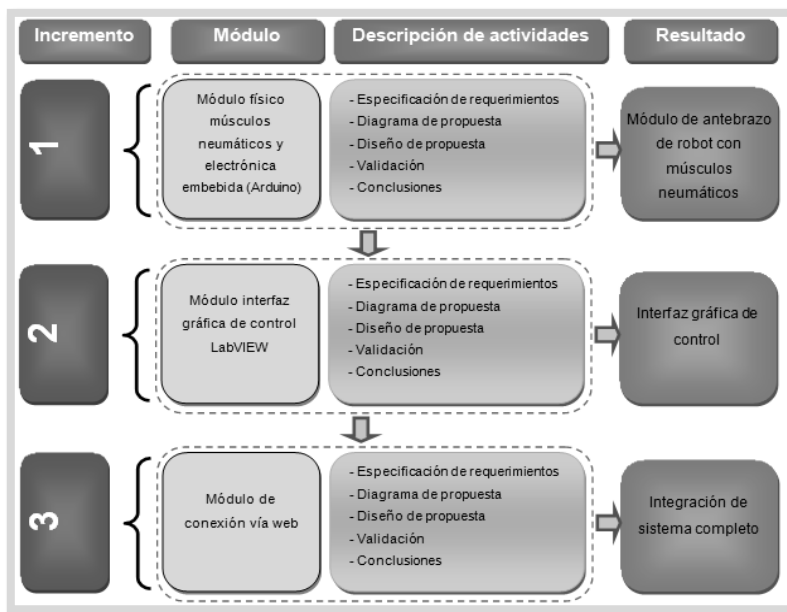 Incremento
Módulo
Descripción de actividades
Resultado
1
Módulo físico
músculos
neumáticos y
electrónica
embebida (Arduino)
- Especificación de requerimientos
- Diagrama de propuesta
- Diseño de propuesta
- Validación
- Conclusiones
Módulo de antebrazo
de robot con
músculos
neumáticos
2
Módulo interfaz
gráfica de control
LabVIEW
- Especificación de requerimientos
- Diagrama de propuesta
- Diseño de propuesta
- Validación
- Conclusiones
Interfaz gráfica de
control
3
Módulo de
conexión vía web
- Especificación de requerimientos
- Diagrama de propuesta
- Diseño de propuesta
- Validación
- Conclusiones
Integración de
sistema completo